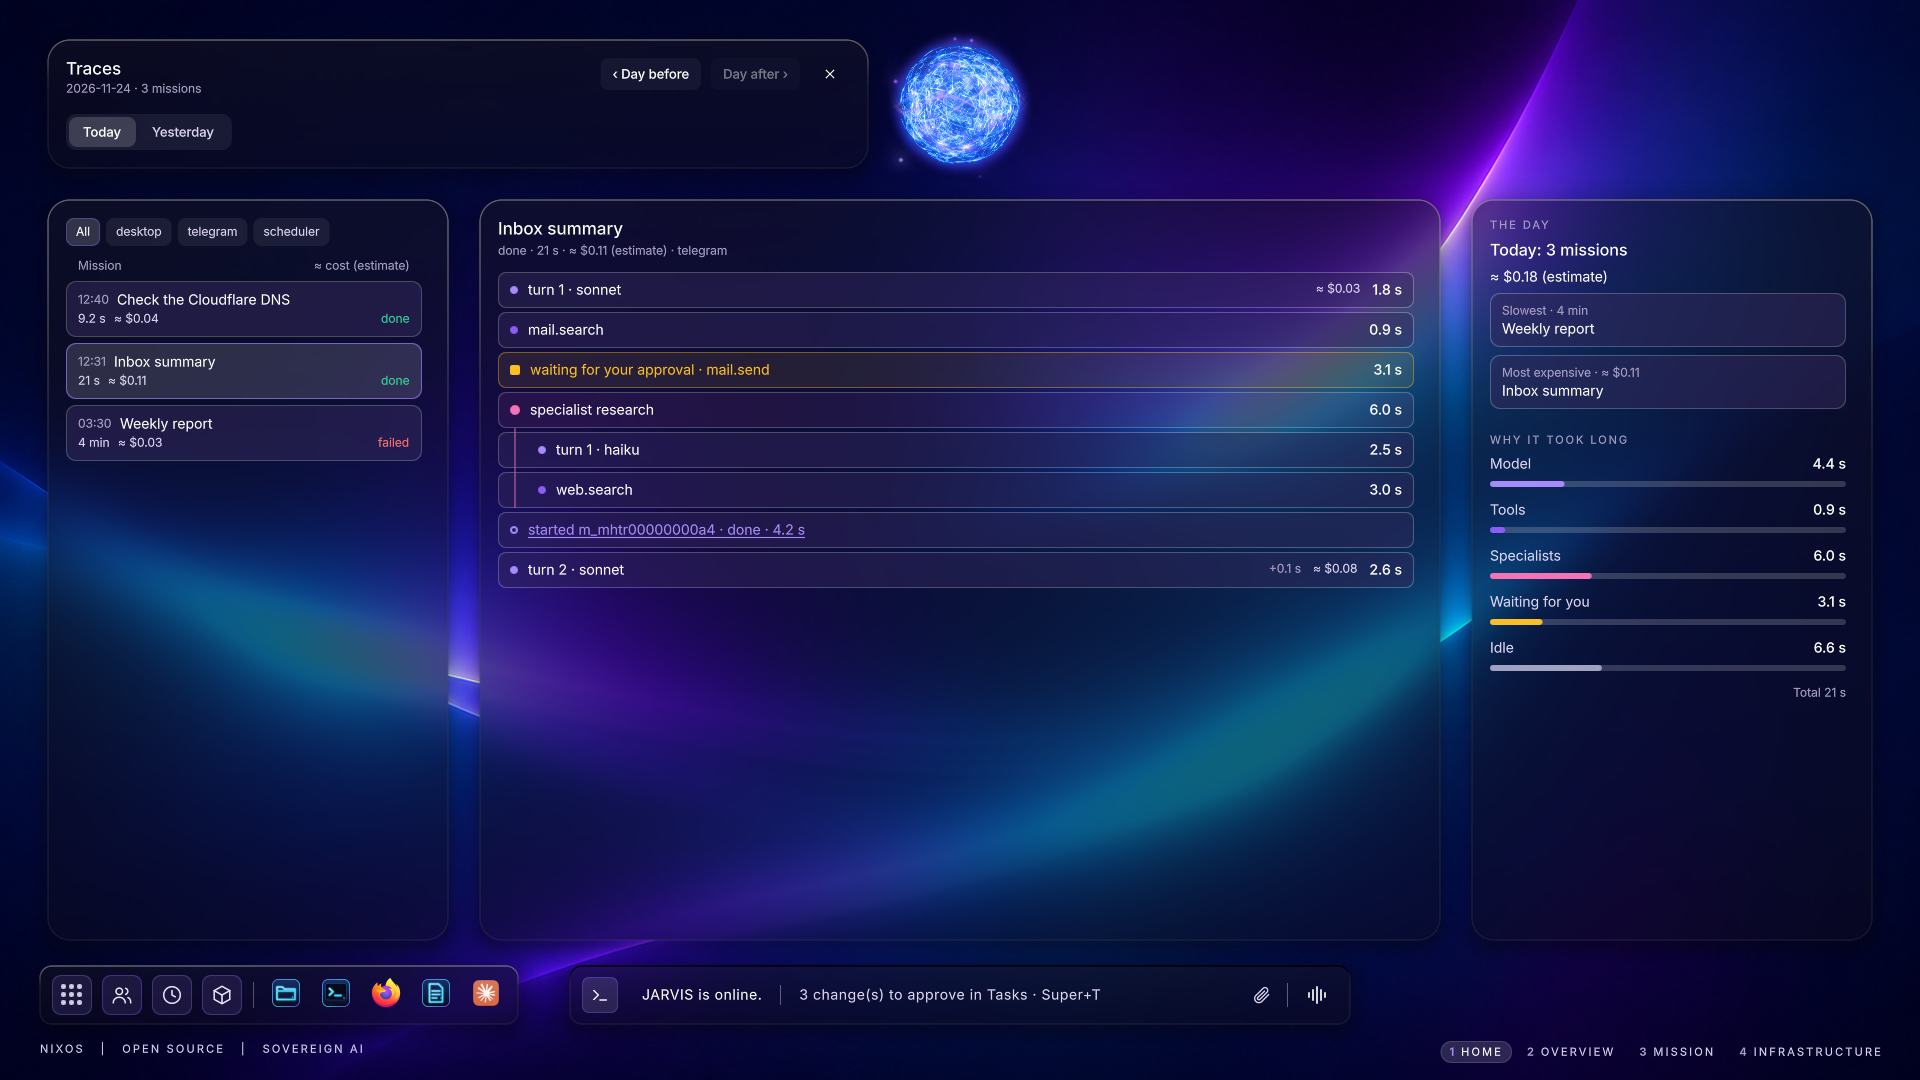 Traces
2026-11-24 · 3 missions
‹ Day before
Day after ›
Today
Yesterday
All
desktop
telegram
scheduler
Mission
≈ cost (estimate)
12:40 Check the Cloudflare DNS
9.2 s ≈ $0.04
done
12:31 Inbox summary
21 s ≈ $0.11
done
03:30 Weekly report
4 min ≈ $0.03
failed
Inbox summary
done · 21 s · ≈ $0.11 (estimate) · telegram
turn 1 · sonnet ≈ $0.03 1.8 s
mail.search 0.9 s
waiting for your approval · mail.send 3.1 s
specialist research 6.0 s
turn 1 · haiku 2.5 s
web.search 3.0 s
started m_mhtr00000000a4 · done · 4.2 s
turn 2 · sonnet +0.1 s ≈ $0.08 2.6 s
THE DAY
Today: 3 missions
≈ $0.18 (estimate)
Slowest · 4 min
Weekly report
Most expensive · ≈ $0.11
Inbox summary
WHY IT TOOK LONG
Model 4.4 s
Tools 0.9 s
Specialists 6.0 s
Waiting for you 3.1 s
Idle 6.6 s
Total 21 s
JARVIS is online.
3 change(s) to approve in Tasks · Super+T
NIXOS | OPEN SOURCE | SOVEREIGN AI
1 HOME 2 OVERVIEW 3 MISSION 4 INFRASTRUCTURE